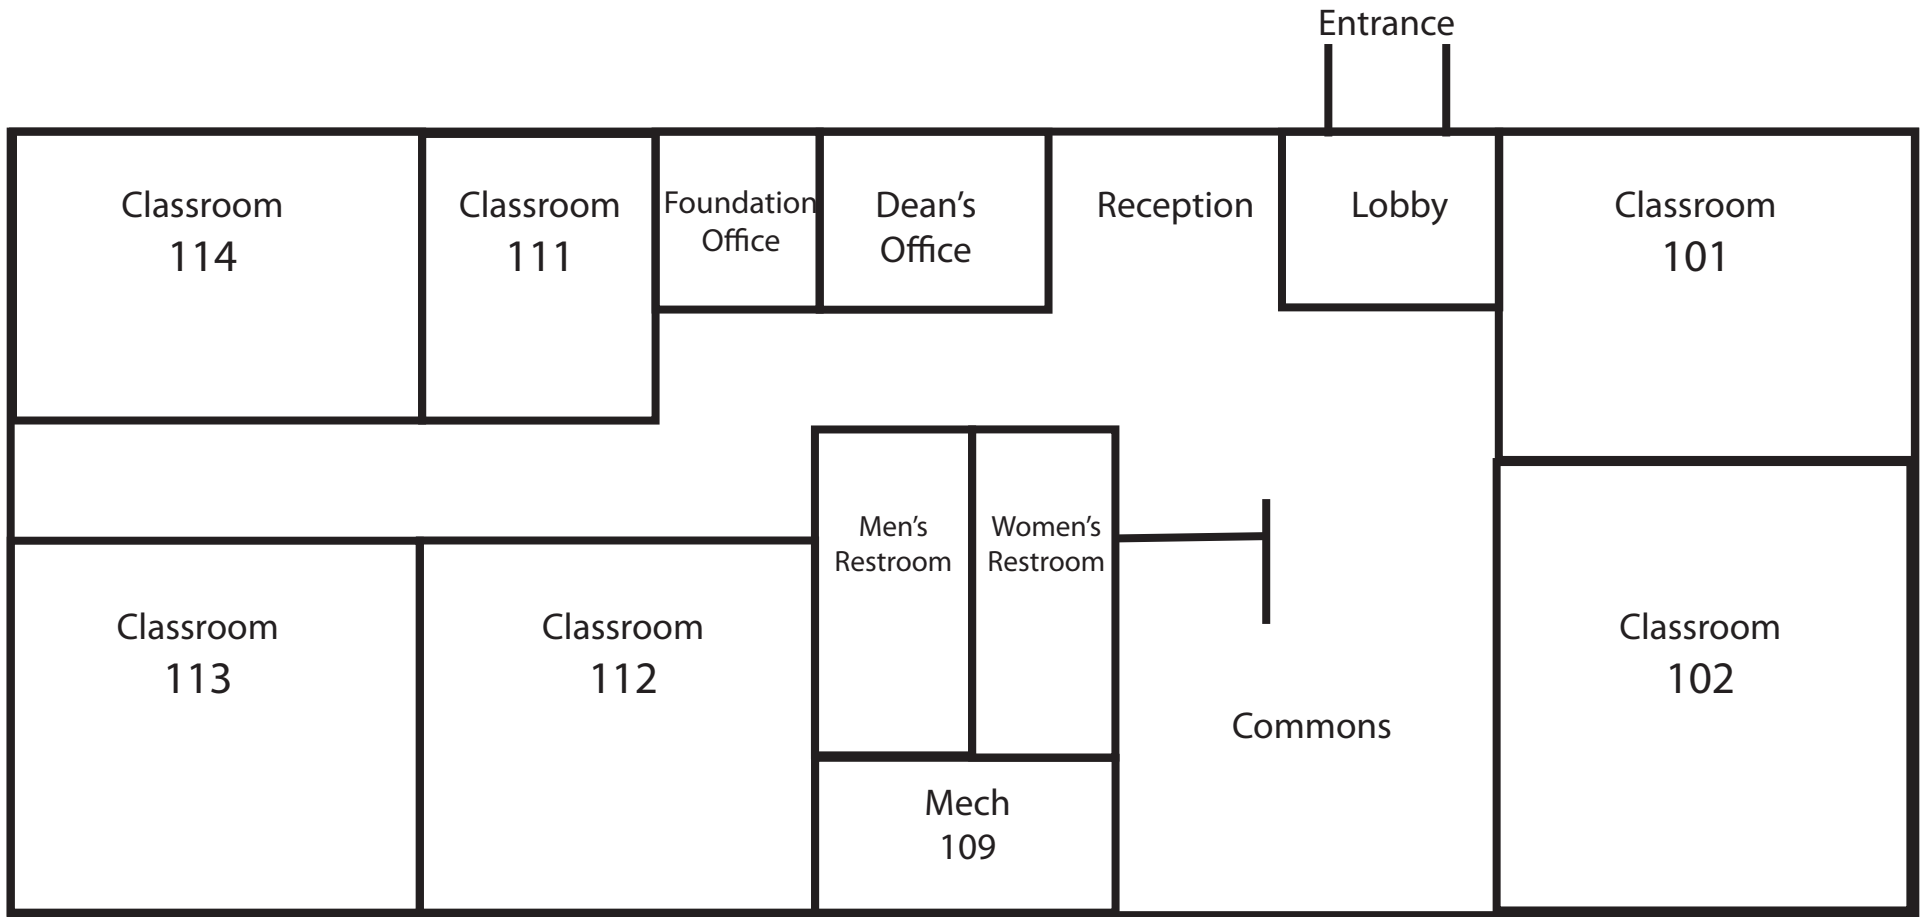 Entrance
Classroom
114
Classroom
111
Foundation
Office
Dean’s
Office
Reception
Lobby
Classroom
101
Men’s
Restroom
Women’s
Restroom
Classroom
113
Classroom
112
Classroom
102
Commons
Mech
109